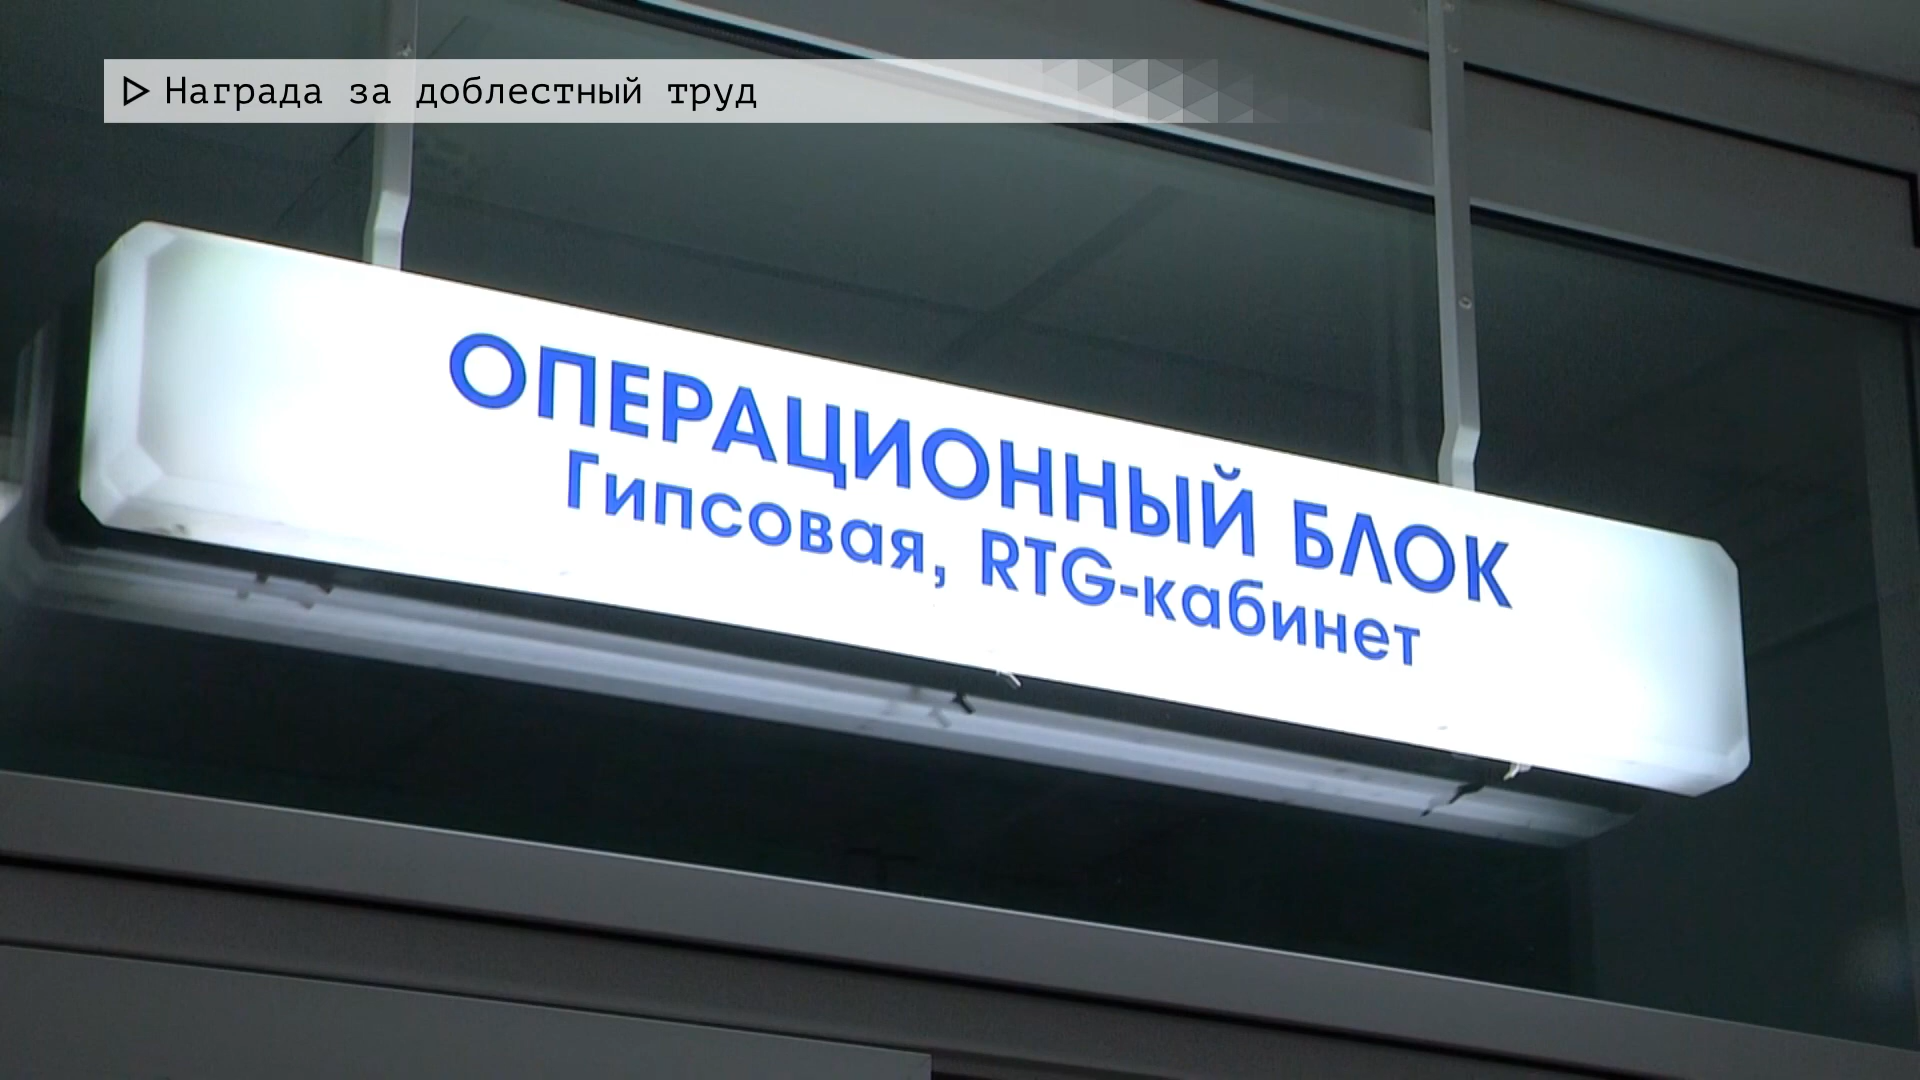 Награда за доблестный труд
ОПЕРАЦИОННЫЙ БЛОК
Гипсовая, RTG-кабинет